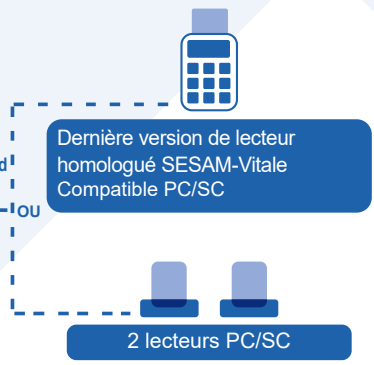 Dernière version de lecteur
homologué SESAM-Vitale
Compatible PC/SC
d
OU
2 lecteurs PC/SC